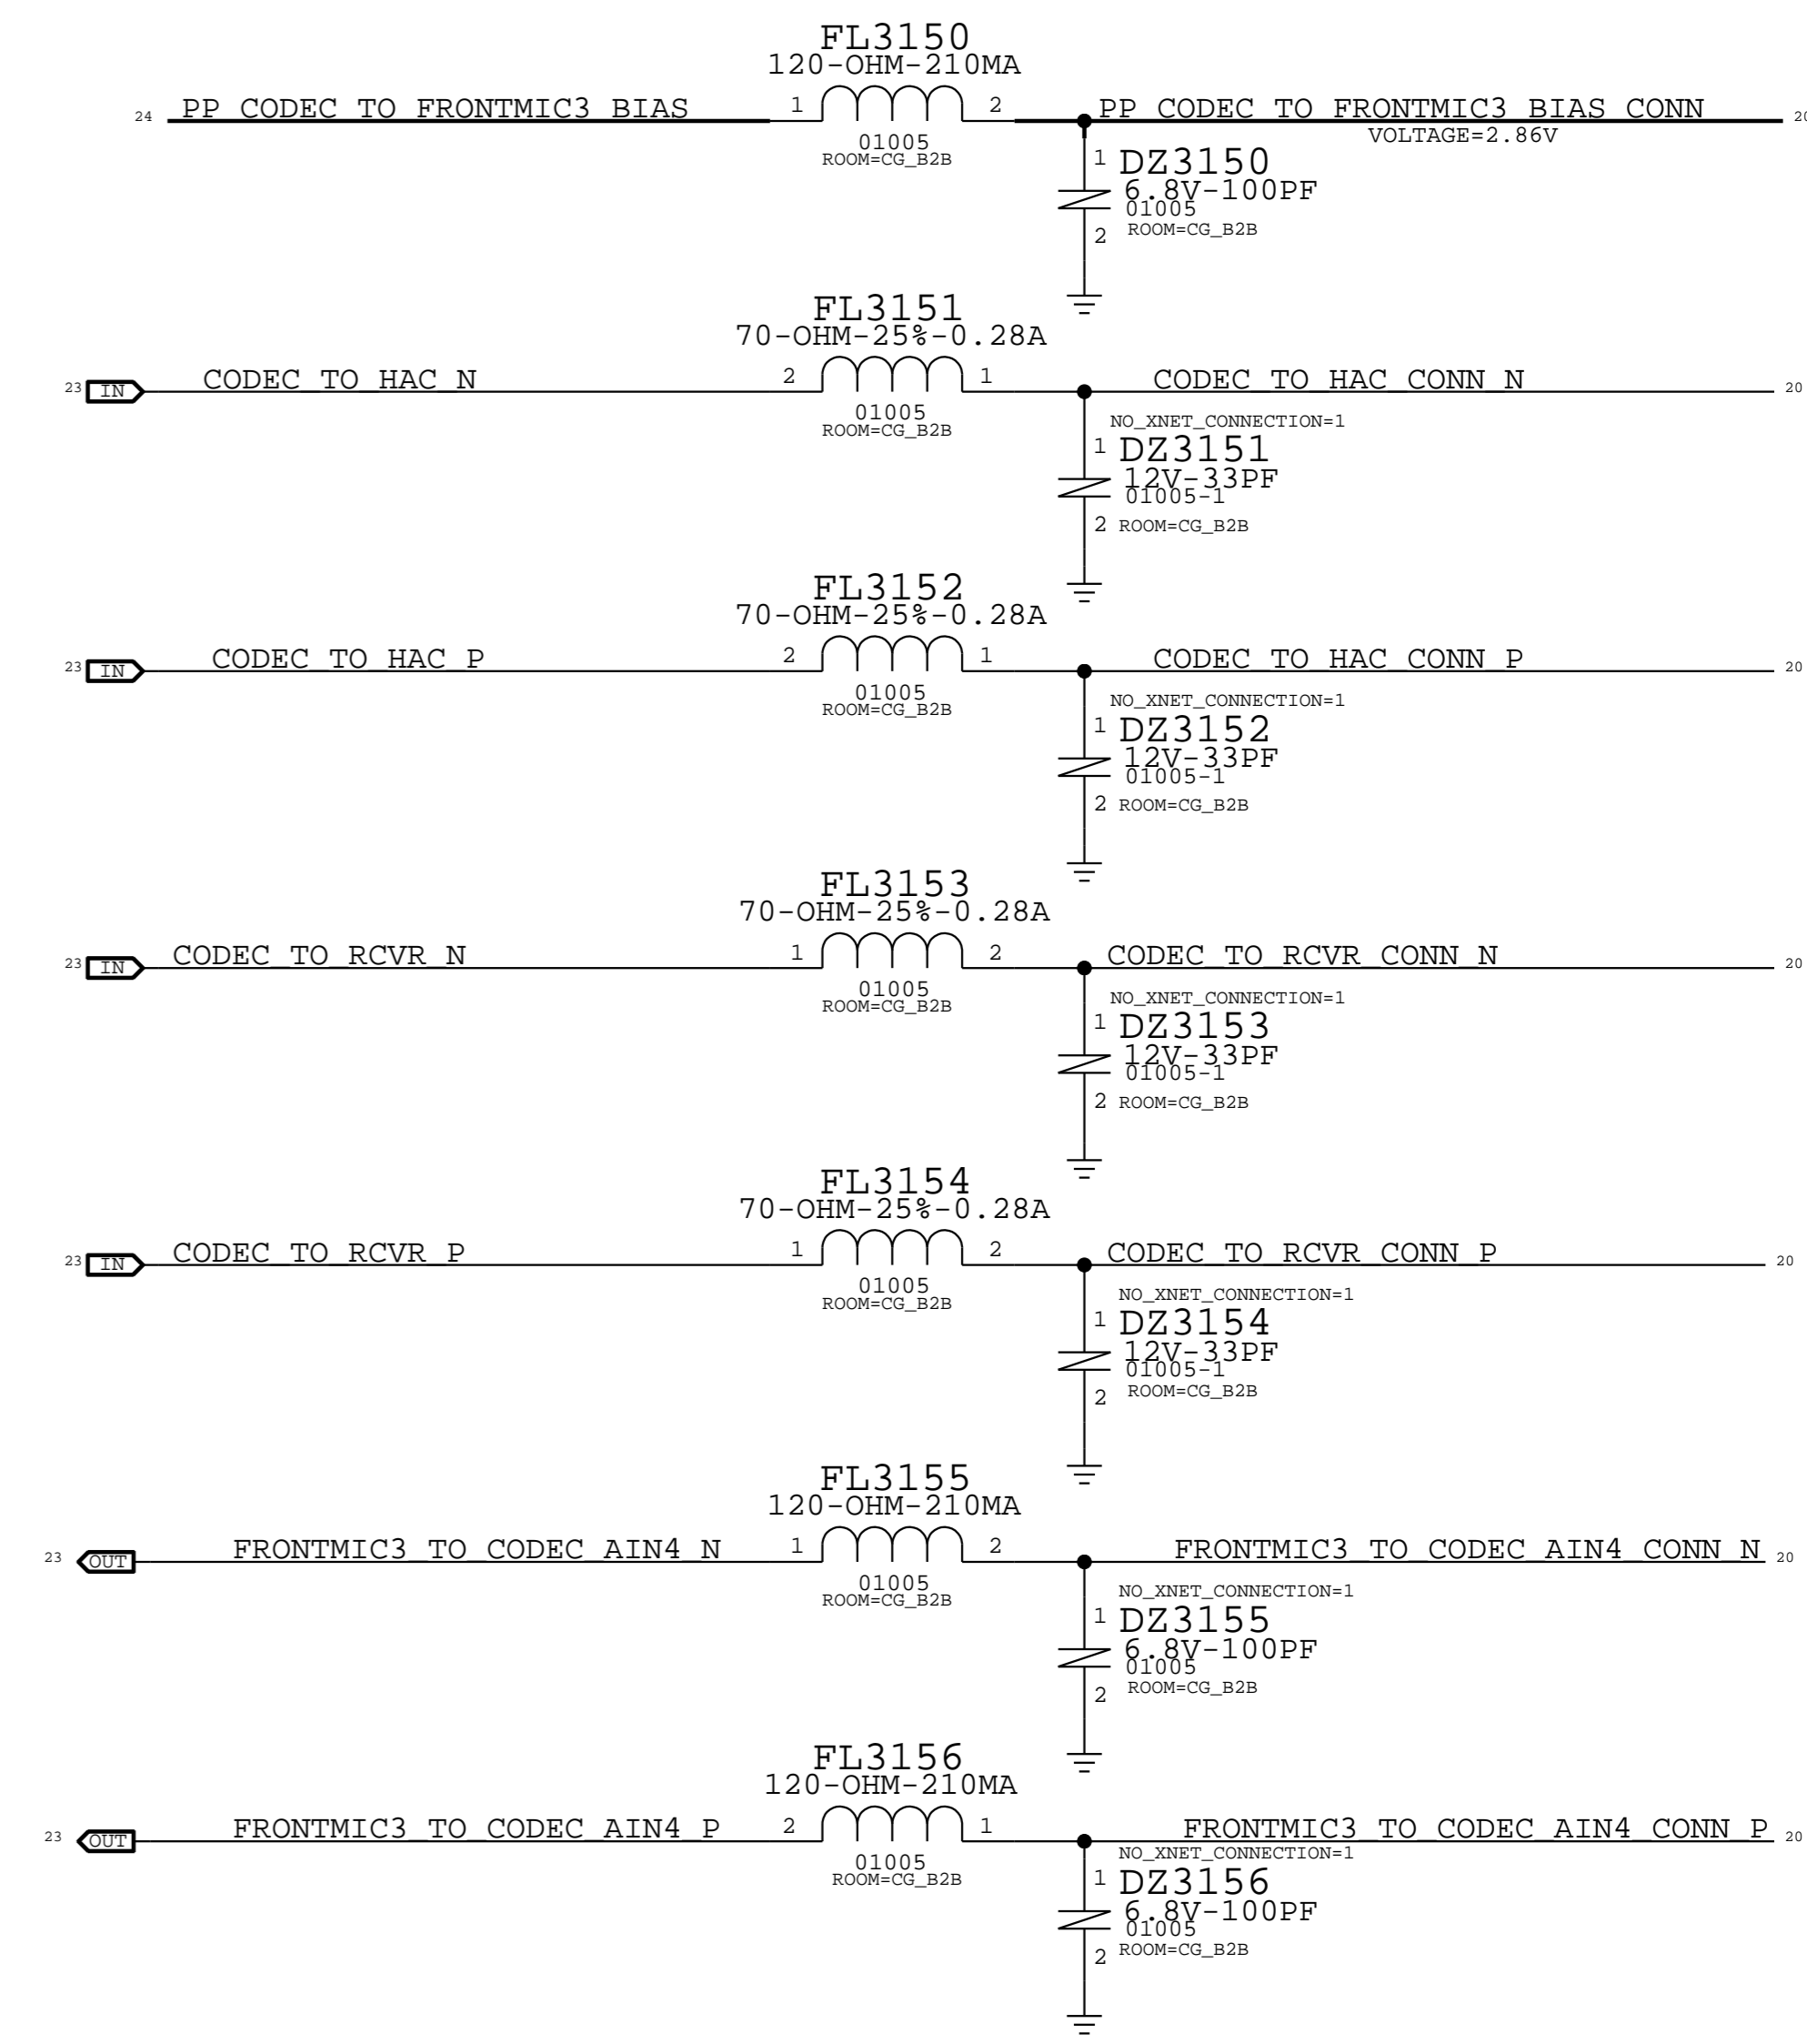 FL3150
120-OHM-210MA
24 PP_CODEC_TO_FRONTMIC3_BIAS 1 2 PP_CODEC_TO_FRONTMIC3_BIAS_CONN 20
VOLTAGE=2.86V
01005
ROOM=CG_B2B
1 DZ3150
6.8V-100PF
01005
2 ROOM=CG_B2B
FL3151
70-OHM-25%-0.28A
23 IN CODEC_TO_HAC_N 2 1 CODEC_TO_HAC_CONN_N 20
01005
ROOM=CG_B2B
NO_XNET_CONNECTION=1
1 DZ3151
12V-33PF
01005-1
2 ROOM=CG_B2B
FL3152
70-OHM-25%-0.28A
23 IN CODEC_TO_HAC_P 2 1 CODEC_TO_HAC_CONN_P 20
01005
ROOM=CG_B2B
NO_XNET_CONNECTION=1
1 DZ3152
12V-33PF
01005-1
2 ROOM=CG_B2B
FL3153
70-OHM-25%-0.28A
23 IN CODEC_TO_RCVR_N 1 2 CODEC_TO_RCVR_CONN_N 20
01005
ROOM=CG_B2B
NO_XNET_CONNECTION=1
1 DZ3153
12V-33PF
01005-1
2 ROOM=CG_B2B
FL3154
70-OHM-25%-0.28A
23 IN CODEC_TO_RCVR_P 1 2 CODEC_TO_RCVR_CONN_P 20
01005
ROOM=CG_B2B
NO_XNET_CONNECTION=1
1 DZ3154
12V-33PF
01005-1
2 ROOM=CG_B2B
FL3155
120-OHM-210MA
23 OUT FRONTMIC3_TO_CODEC_AIN4_N 1 2 FRONTMIC3_TO_CODEC_AIN4_CONN_N 20
01005
ROOM=CG_B2B
NO_XNET_CONNECTION=1
1 DZ3155
6.8V-100PF
01005
2 ROOM=CG_B2B
FL3156
120-OHM-210MA
23 OUT FRONTMIC3_TO_CODEC_AIN4_P 2 1 FRONTMIC3_TO_CODEC_AIN4_CONN_P 20
01005
ROOM=CG_B2B
NO_XNET_CONNECTION=1
1 DZ3156
6.8V-100PF
01005
2 ROOM=CG_B2B